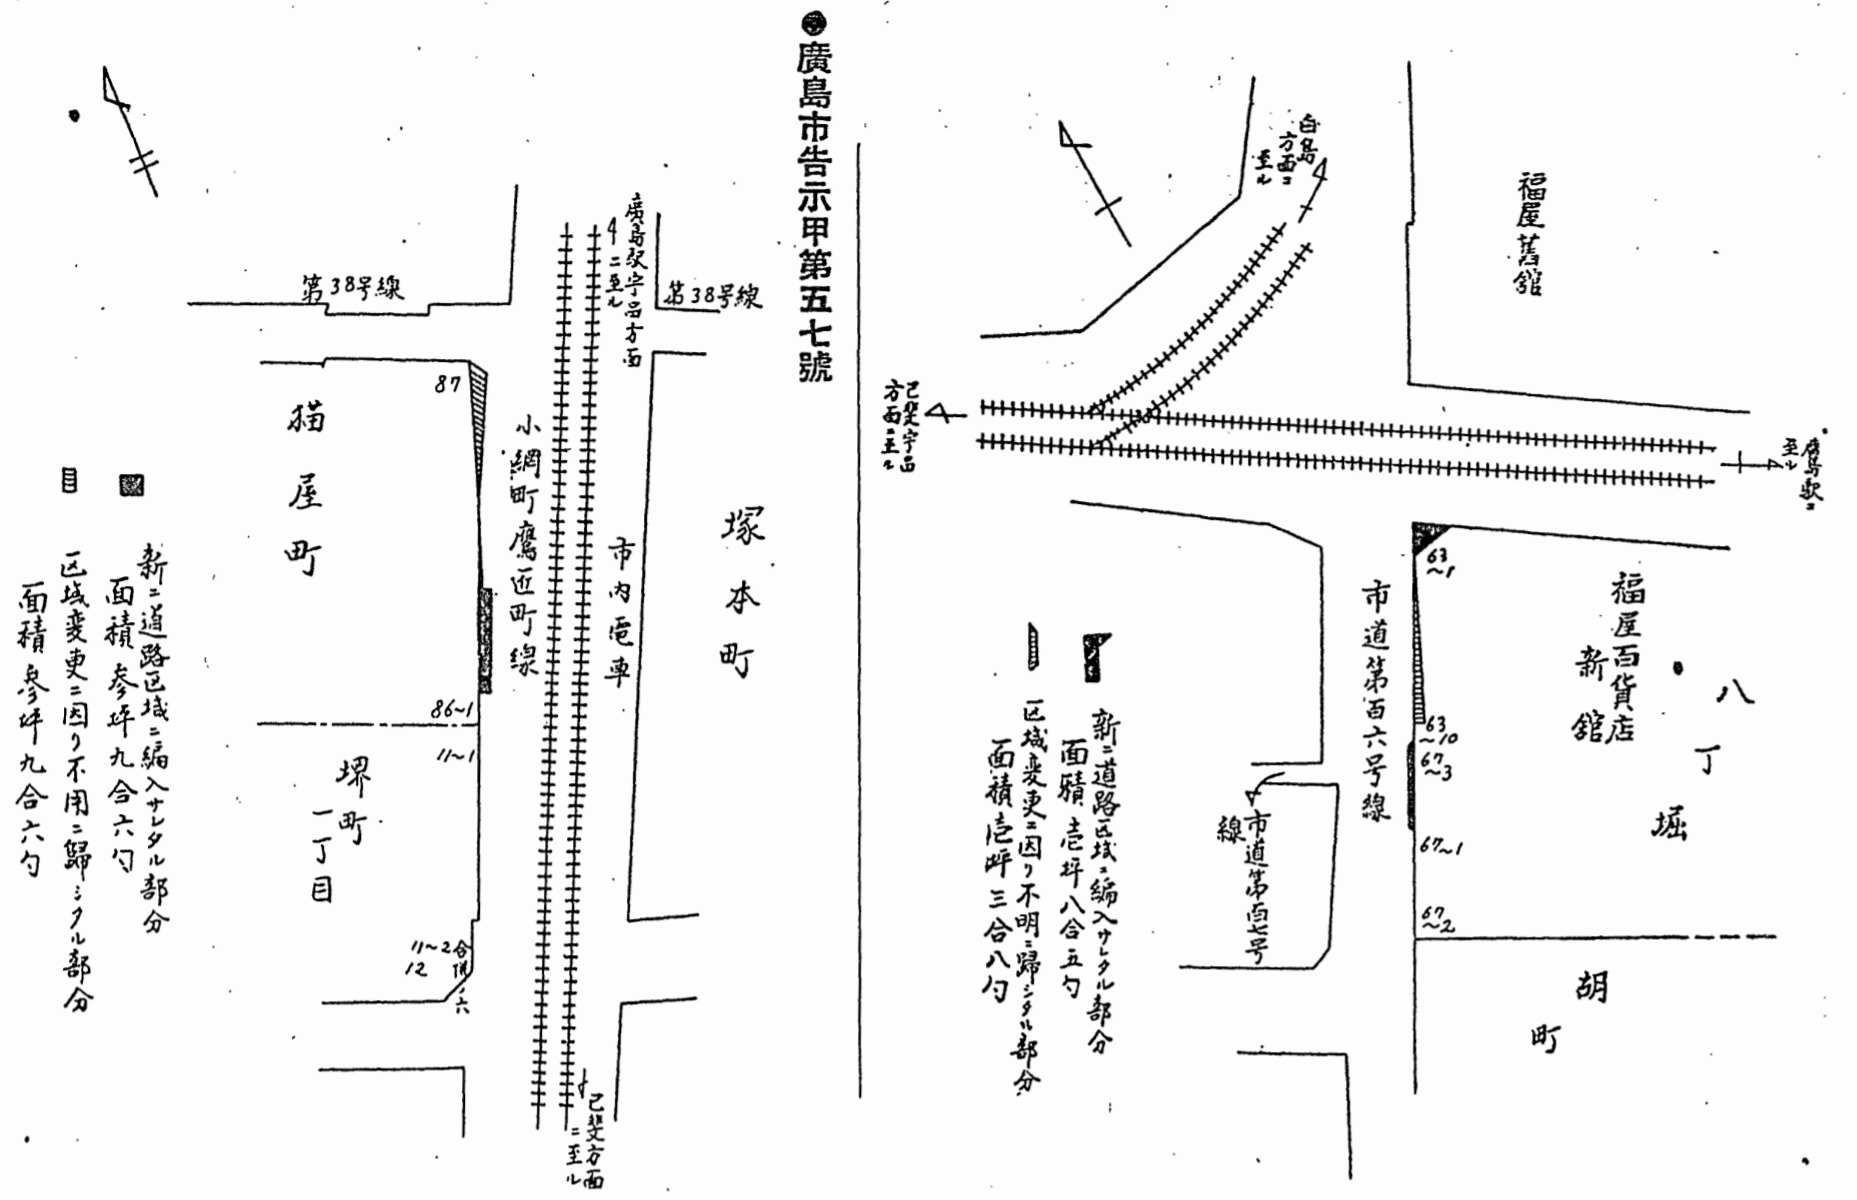 福屋舊舘
白島
方面ニ
至ル
己斐宇品
方面ニ至ル
廣島駅ニ
至ル
63~1
福屋百貨店
新舘
八丁堀
63~10
67~3
67~1
67~2
胡町
市道第百六号線
市道第百七号
線
新ニ道路区域ニ編入サレタル部分
面積壱坪八合五勺
区域変更ニ因リ不明ニ歸シタル部分
面積壱坪三合八勺
●廣島市告示甲第五七號
第38号線
廣島駅宇品方面
ニ至ル
第38号線
塚本町
市内電車
小網町鷹匠町線
己斐方面
ニ至ル
87
猫屋町
86~1
11~1
堺町
一丁目
11~2合併ノ六
12
新ニ道路区域ニ編入サレタル部分
面積参坪九合六勺
区域変更ニ因リ不用ニ歸シタル部分
面積参坪九合六勺